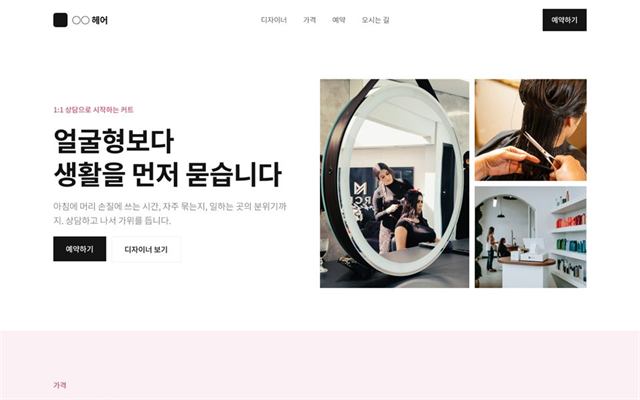 ○○ 헤어
디자이너
가격
예약
오시는 길
예약하기
1:1 상담으로 시작하는 커트
얼굴형보다
생활을 먼저 묻습니다
아침에 머리 손질에 쓰는 시간, 자주 묶는지, 일하는 곳의 분위기까
지. 상담하고 나서 가위를 듭니다.
예약하기
디자이너 보기
가격